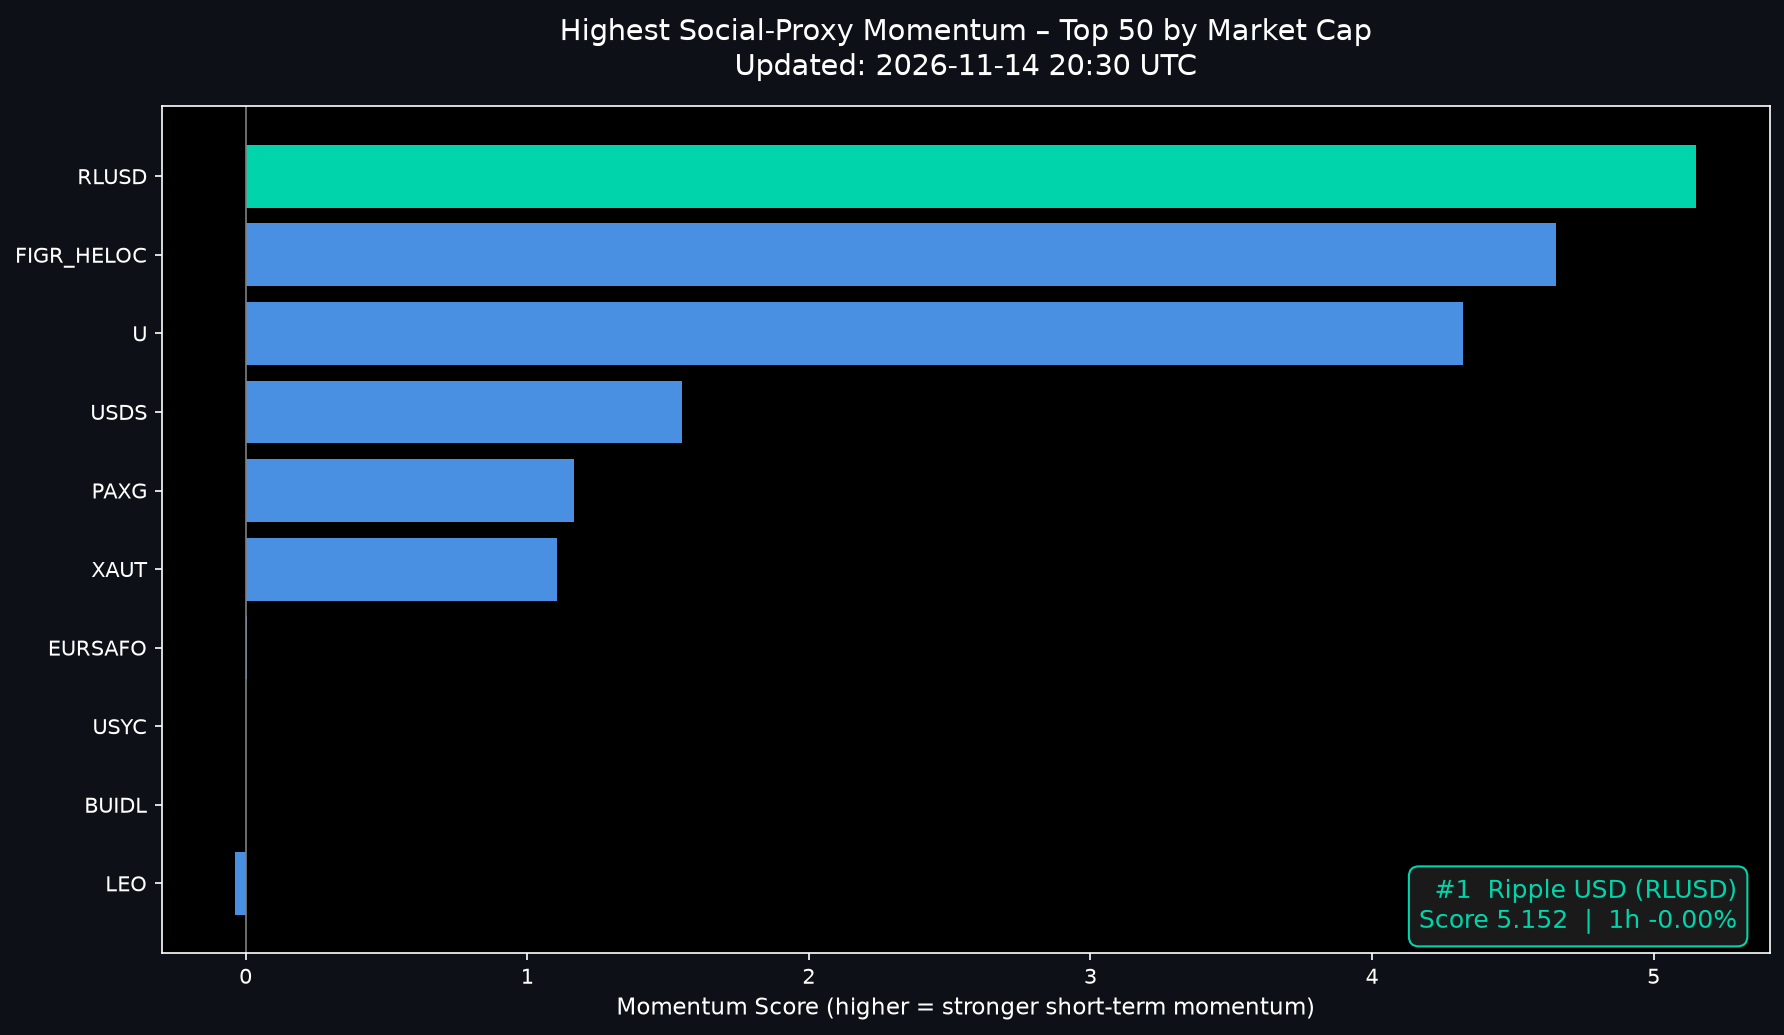 Highest Social-Proxy Momentum – Top 50 by Market Cap
Updated: 2026-11-14 20:30 UTC
RLUSD
FIGR_HELOC
U
USDS
PAXG
XAUT
EURSAFO
USYC
BUIDL
LEO
#1 Ripple USD (RLUSD)
Score 5.152 | 1h -0.00%
0 1 2 3 4 5
Momentum Score (higher = stronger short-term momentum)